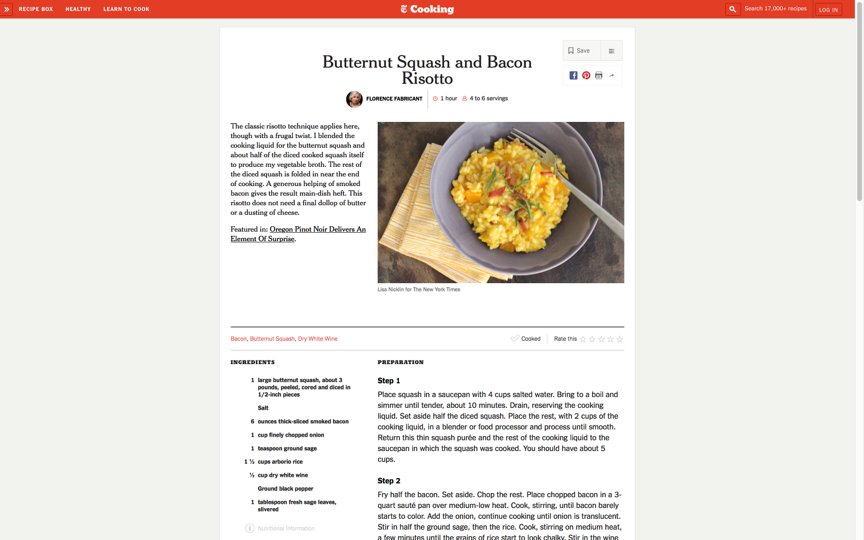 RECIPE BOX HEALTHY LEARN TO COOK
Cooking
Search 17,000+ recipes
LOG IN
Save
Butternut Squash and Bacon
Risotto
FLORENCE FABRICANT
1 hour
4 to 6 servings
The classic risotto technique applies here,
though with a frugal twist. I blended the
cooking liquid for the butternut squash and
about half of the diced cooked squash itself
to produce my vegetable broth. The rest of
the diced squash is folded in near the end
of cooking. A generous helping of smoked
bacon gives the result main-dish heft. This
risotto does not need a final dollop of butter
or a dusting of cheese.
Featured in: Oregon Pinot Noir Delivers An
Element Of Surprise.
Lisa Nicklin for The New York Times
Bacon, Butternut Squash, Dry White Wine
Cooked
Rate this
INGREDIENTS
1 large butternut squash, about 3
pounds, peeled, cored and diced in
1/2-inch pieces
Salt
6 ounces thick-sliced smoked bacon
1 cup finely chopped onion
1 teaspoon ground sage
1 ½ cups arborio rice
½ cup dry white wine
Ground black pepper
1 tablespoon fresh sage leaves,
slivered
Nutritional Information
PREPARATION
Step 1
Place squash in a saucepan with 4 cups salted water. Bring to a boil and
simmer until tender, about 10 minutes. Drain, reserving the cooking
liquid. Set aside half the diced squash. Place the rest, with 2 cups of the
cooking liquid, in a blender or food processor and process until smooth.
Return this thin squash purée and the rest of the cooking liquid to the
saucepan in which the squash was cooked. You should have about 5
cups.
Step 2
Fry half the bacon. Set aside. Chop the rest. Place chopped bacon in a 3-
quart sauté pan over medium-low heat. Cook, stirring, until bacon barely
starts to color. Add the onion, continue cooking until onion is translucent.
Stir in half the ground sage, then the rice. Cook, stirring on medium heat,
a few minutes until the grains of rice start to look chalky. Stir in the wine